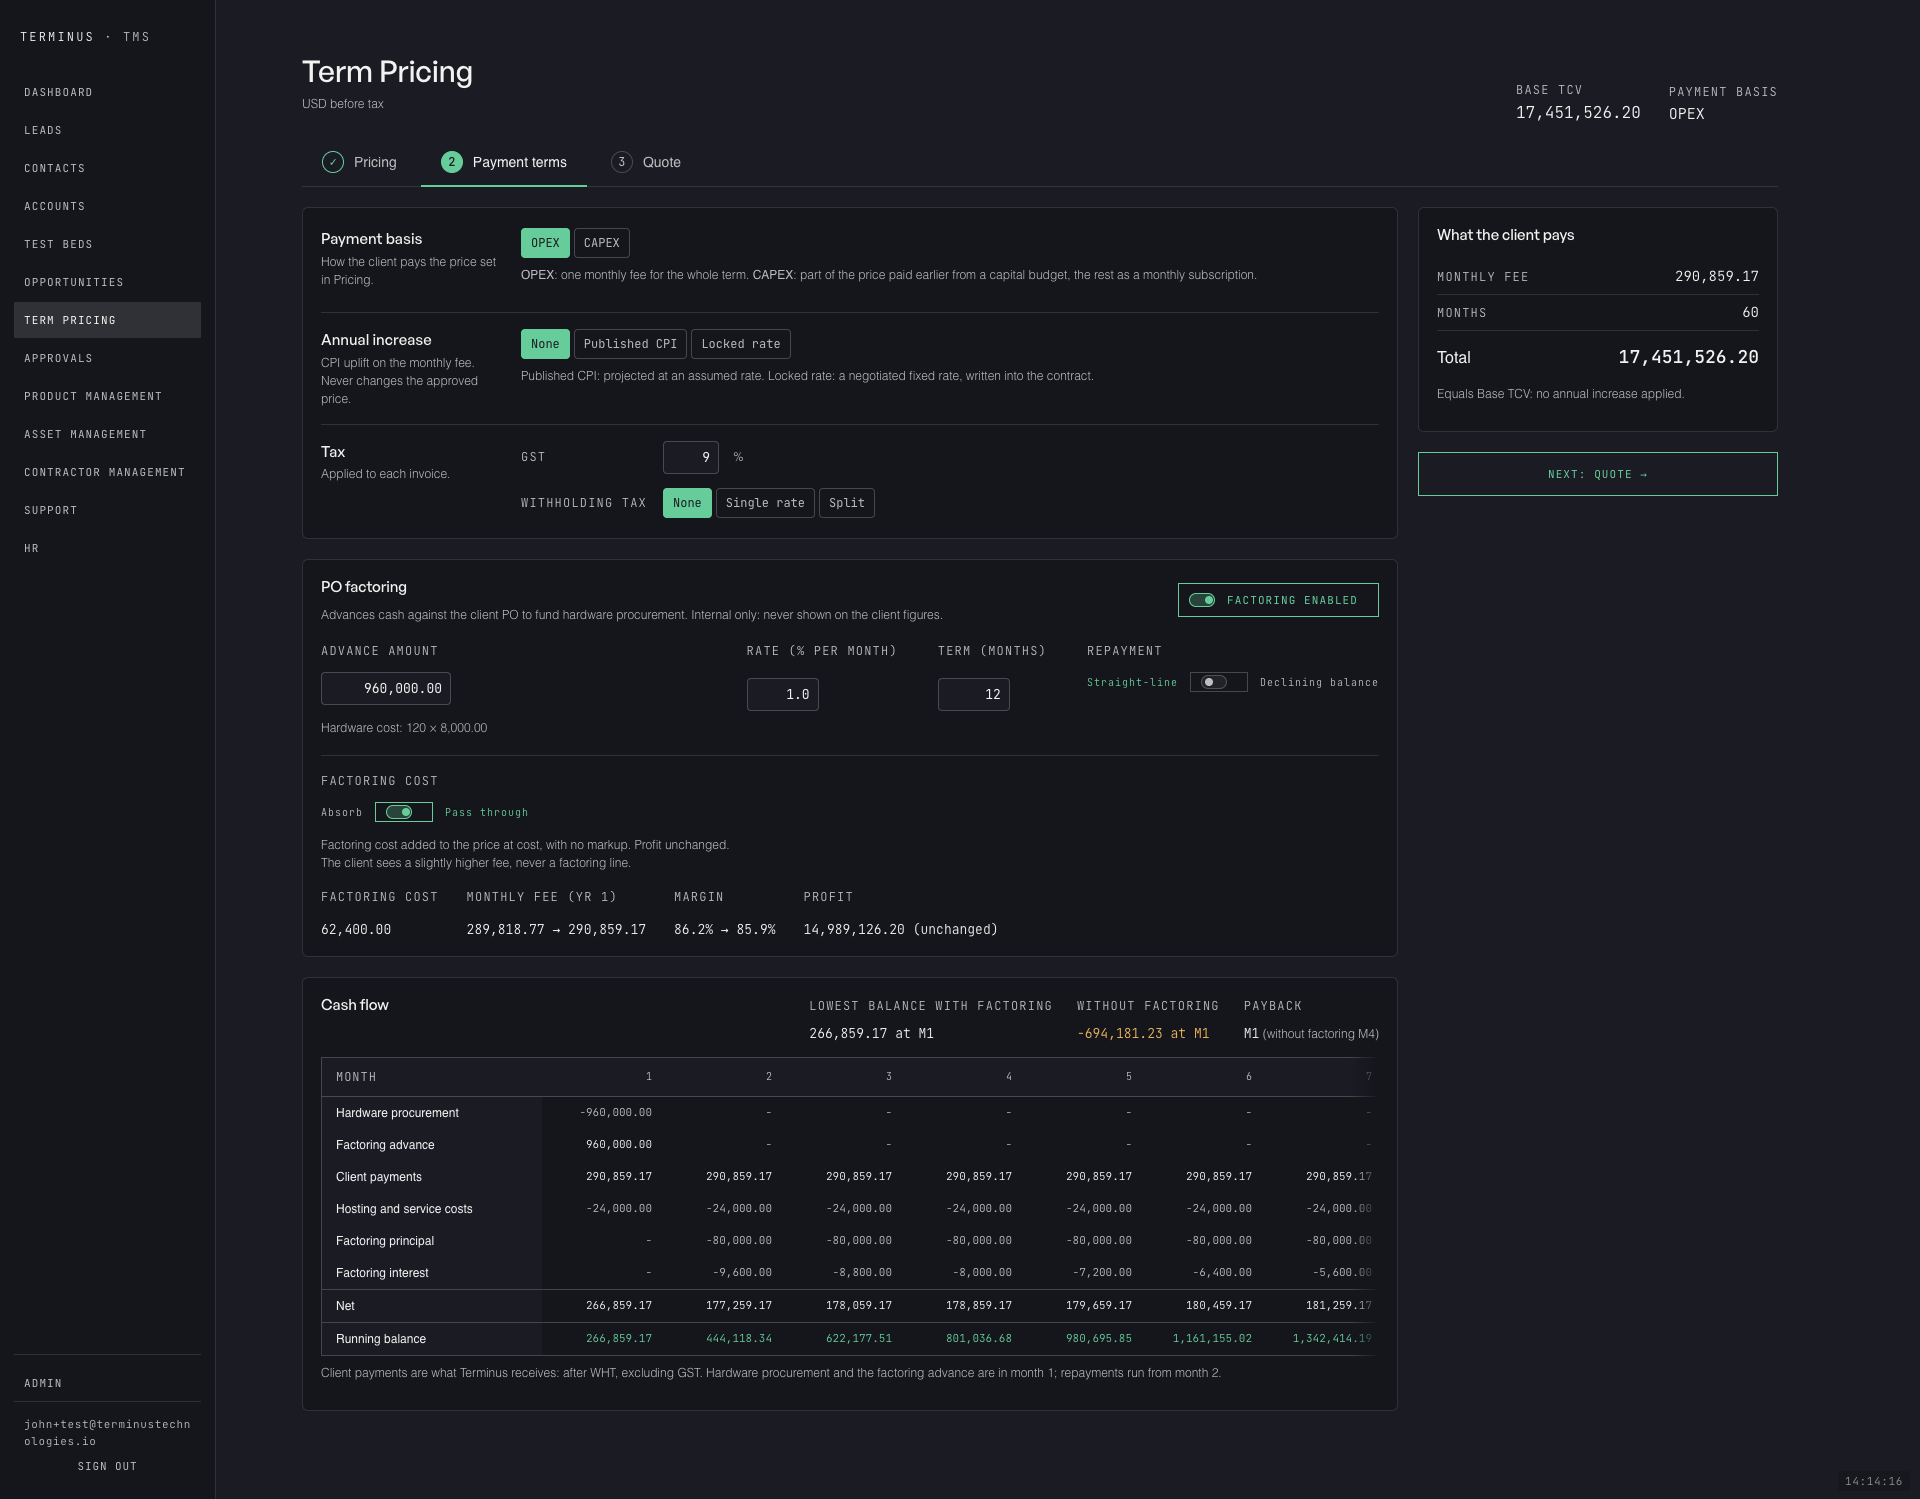 TERMINUS · TMS
DASHBOARD
LEADS
CONTACTS
ACCOUNTS
TEST BEDS
OPPORTUNITIES
TERM PRICING
APPROVALS
PRODUCT MANAGEMENT
ASSET MANAGEMENT
CONTRACTOR MANAGEMENT
SUPPORT
HR
ADMIN
john+test@terminustechn
ologies.io
SIGN OUT
Term Pricing
USD before tax
BASE TCV
17,451,526.20
PAYMENT BASIS
OPEX
✓ Pricing
2 Payment terms
3 Quote
Payment basis
How the client pays the price set
in Pricing.
OPEX CAPEX
OPEX: one monthly fee for the whole term. CAPEX: part of the price paid earlier from a capital budget, the rest as a monthly subscription.
Annual increase
CPI uplift on the monthly fee.
Never changes the approved
price.
None Published CPI Locked rate
Published CPI: projected at an assumed rate. Locked rate: a negotiated fixed rate, written into the contract.
Tax
Applied to each invoice.
GST 9 %
WITHHOLDING TAX None Single rate Split
What the client pays
MONTHLY FEE 290,859.17
MONTHS 60
Total 17,451,526.20
Equals Base TCV: no annual increase applied.
NEXT: QUOTE →
PO factoring
Advances cash against the client PO to fund hardware procurement. Internal only: never shown on the client figures.
FACTORING ENABLED
ADVANCE AMOUNT
960,000.00
Hardware cost: 120 × 8,000.00
RATE (% PER MONTH)
1.0
TERM (MONTHS)
12
REPAYMENT
Straight-line Declining balance
FACTORING COST
Absorb Pass through
Factoring cost added to the price at cost, with no markup. Profit unchanged.
The client sees a slightly higher fee, never a factoring line.
FACTORING COST MONTHLY FEE (YR 1) MARGIN PROFIT
62,400.00 289,818.77 → 290,859.17 86.2% → 85.9% 14,989,126.20 (unchanged)
Cash flow
LOWEST BALANCE WITH FACTORING WITHOUT FACTORING PAYBACK
266,859.17 at M1 -694,181.23 at M1 M1 (without factoring M4)
MONTH 1 2 3 4 5 6 7
Hardware procurement -960,000.00 - - - - - -
Factoring advance 960,000.00 - - - - - -
Client payments 290,859.17 290,859.17 290,859.17 290,859.17 290,859.17 290,859.17 290,859.17
Hosting and service costs -24,000.00 -24,000.00 -24,000.00 -24,000.00 -24,000.00 -24,000.00 -24,000.00
Factoring principal - -80,000.00 -80,000.00 -80,000.00 -80,000.00 -80,000.00 -80,000.00
Factoring interest - -9,600.00 -8,800.00 -8,000.00 -7,200.00 -6,400.00 -5,600.00
Net 266,859.17 177,259.17 178,059.17 178,859.17 179,659.17 180,459.17 181,259.17
Running balance 266,859.17 444,118.34 622,177.51 801,036.68 980,695.85 1,161,155.02 1,342,414.19
Client payments are what Terminus receives: after WHT, excluding GST. Hardware procurement and the factoring advance are in month 1; repayments run from month 2.
14:14:16